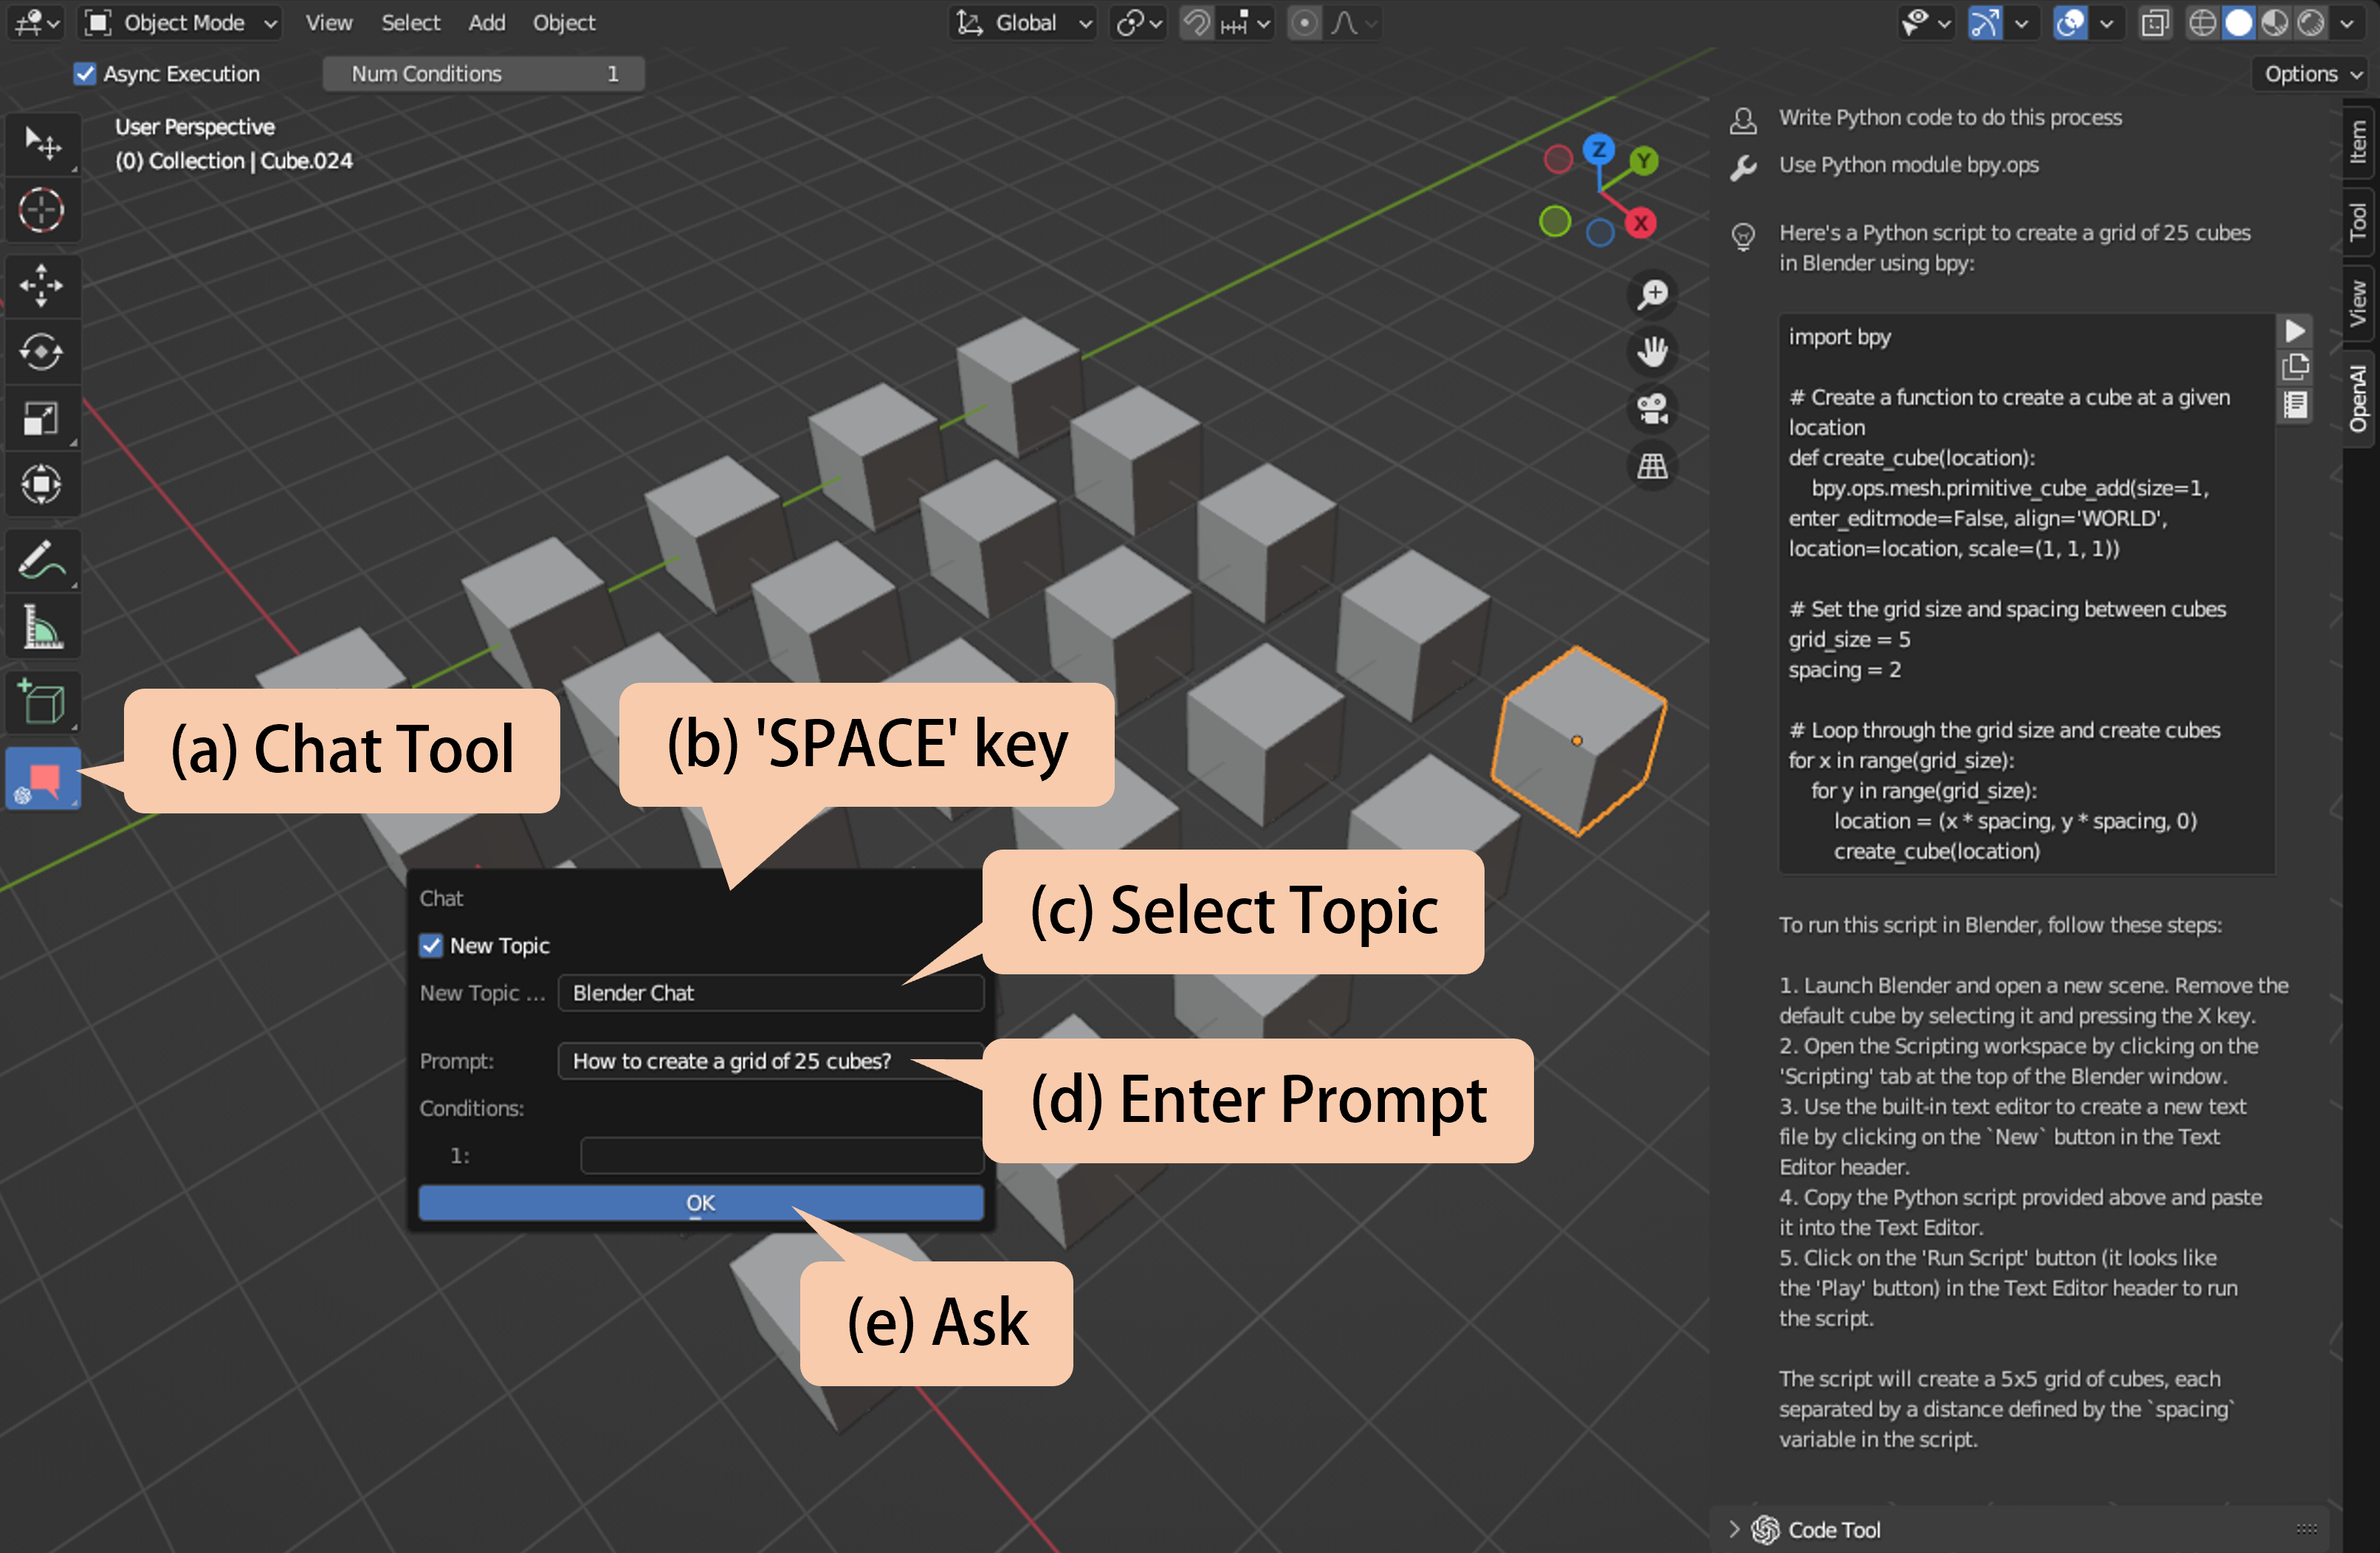 Object Mode
View
Select
Add
Object
Global
Async Execution
Num Conditions 1
Options
User Perspective
(0) Collection | Cube.024
Z
Y
X
Item
Tool
View
OpenAI
Write Python code to do this process
Use Python module bpy.ops
Here's a Python script to create a grid of 25 cubes
in Blender using bpy:
import bpy
# Create a function to create a cube at a given
location
def create_cube(location):
bpy.ops.mesh.primitive_cube_add(size=1,
enter_editmode=False, align='WORLD',
location=location, scale=(1, 1, 1))
# Set the grid size and spacing between cubes
grid_size = 5
spacing = 2
# Loop through the grid size and create cubes
for x in range(grid_size):
for y in range(grid_size):
location = (x * spacing, y * spacing, 0)
create_cube(location)
To run this script in Blender, follow these steps:
1. Launch Blender and open a new scene. Remove the
default cube by selecting it and pressing the X key.
2. Open the Scripting workspace by clicking on the
'Scripting' tab at the top of the Blender window.
3. Use the built-in text editor to create a new text
file by clicking on the `New` button in the Text
Editor header.
4. Copy the Python script provided above and paste
it into the Text Editor.
5. Click on the 'Run Script' button (it looks like
the 'Play' button) in the Text Editor header to run
the script.
The script will create a 5x5 grid of cubes, each
separated by a distance defined by the `spacing`
variable in the script.
Code Tool
(a) Chat Tool
(b) 'SPACE' key
(c) Select Topic
(d) Enter Prompt
(e) Ask
Chat
New Topic
New Topic ... Blender Chat
Prompt: How to create a grid of 25 cubes?
Conditions:
1:
OK